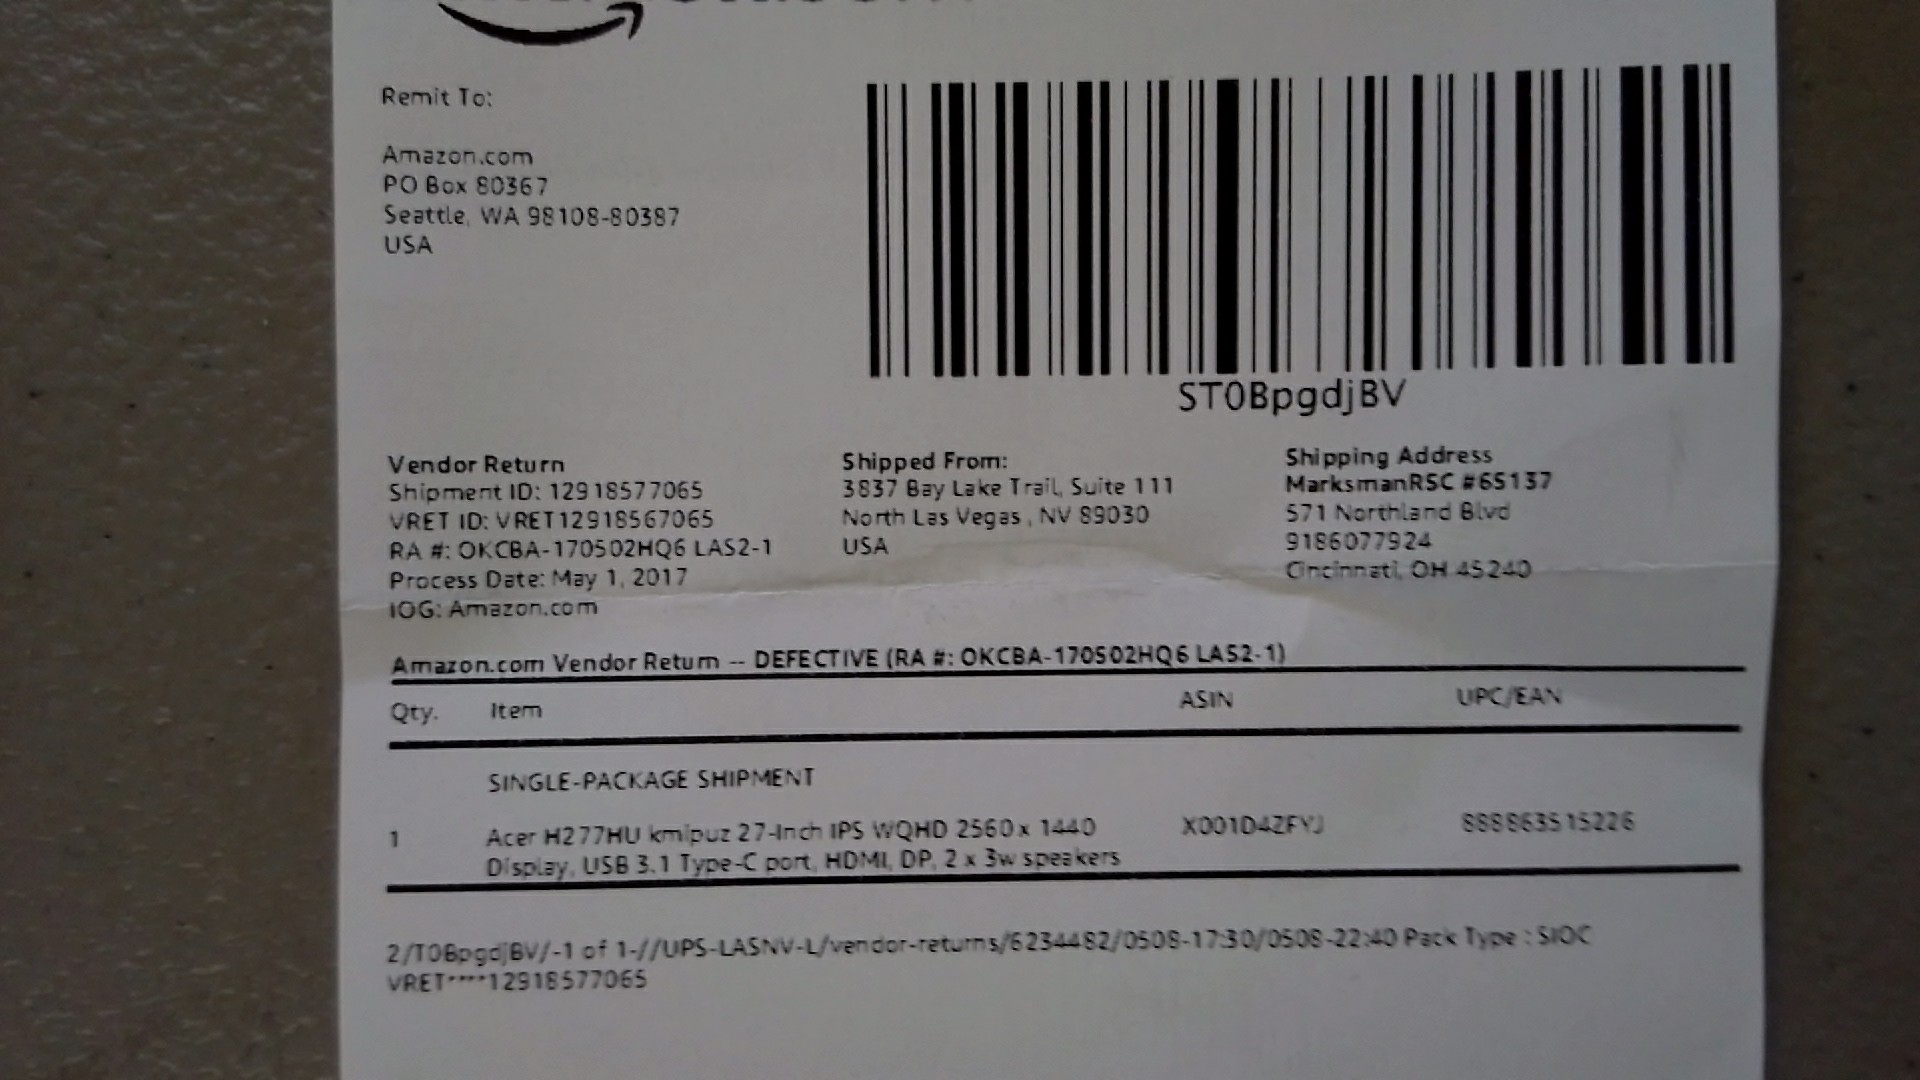 Remit To:
Amazon.com
PO Box 80367
Seattle, WA 98108-80387
USA
ST0BpgdjBV
Vendor Return
Shipment ID: 12918577065
VRET ID: VRET12918567065
RA #: OKCBA-170502HQ6 LAS2-1
Process Date: May 1, 2017
IOG: Amazon.com
Shipped From:
3837 Bay Lake Trail, Suite 111
North Las Vegas , NV 89030
USA
Shipping Address
MarksmanRSC #65137
571 Northland Blvd
9186077924
Cincinnati, OH 45240
Amazon.com Vendor Return -- DEFECTIVE (RA #: OKCBA-170502HQ6 LAS2-1)
Qty. Item ASIN UPC/EAN
SINGLE-PACKAGE SHIPMENT
1 Acer H277HU kmipuz 27-Inch IPS WQHD 2560 x 1440 X001D4ZFYJ 888863515226
Display, USB 3.1 Type-C port, HDMI, DP, 2 x 3w speakers
2/T0BpgdjBV/-1 of 1-//UPS-LASNV-L/vendor-returns/6234482/0508-17:30/0508-22:40 Pack Type : SIOC
VRET****12918577065